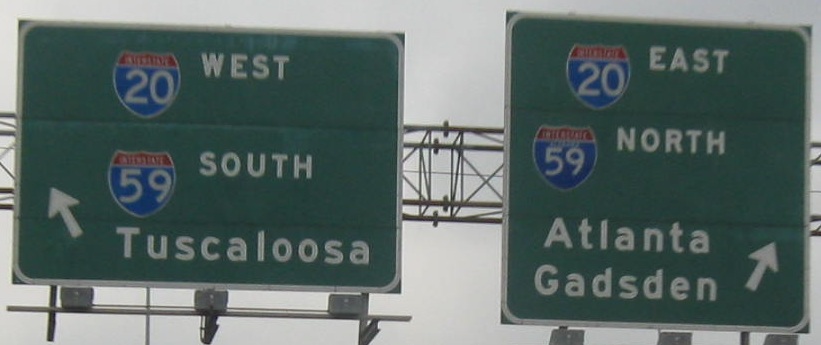 INTERSTATE
20 WEST
INTERSTATE
59 SOUTH
Tuscaloosa
INTERSTATE
20 EAST
INTERSTATE
59 NORTH
Atlanta
Gadsden